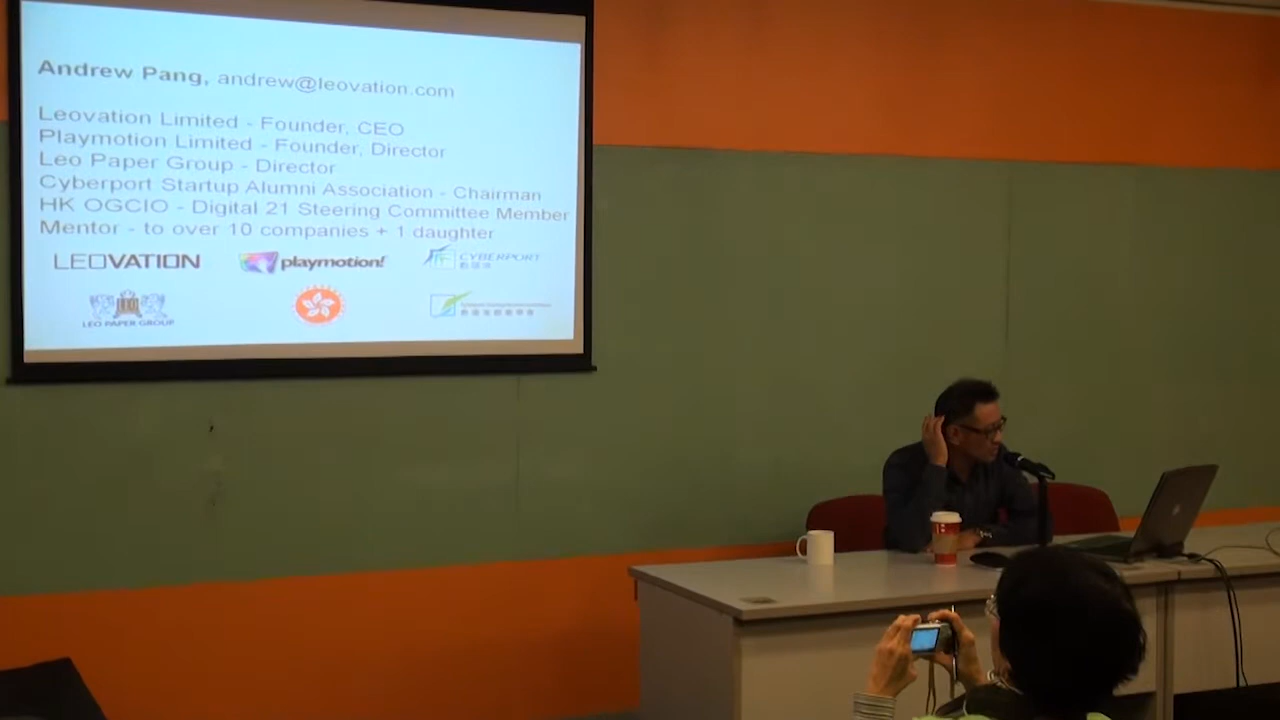 Andrew Pang, andrew@leovation.com
Leovation Limited - Founder, CEO
Playmotion Limited - Founder, Director
Leo Paper Group - Director
Cyberport Startup Alumni Association - Chairman
HK OGCIO - Digital 21 Steering Committee Member
Mentor - to over 10 companies + 1 daughter
LEOVATION playmotion! CYBERPORT
LEO
LEO PAPER GROUP